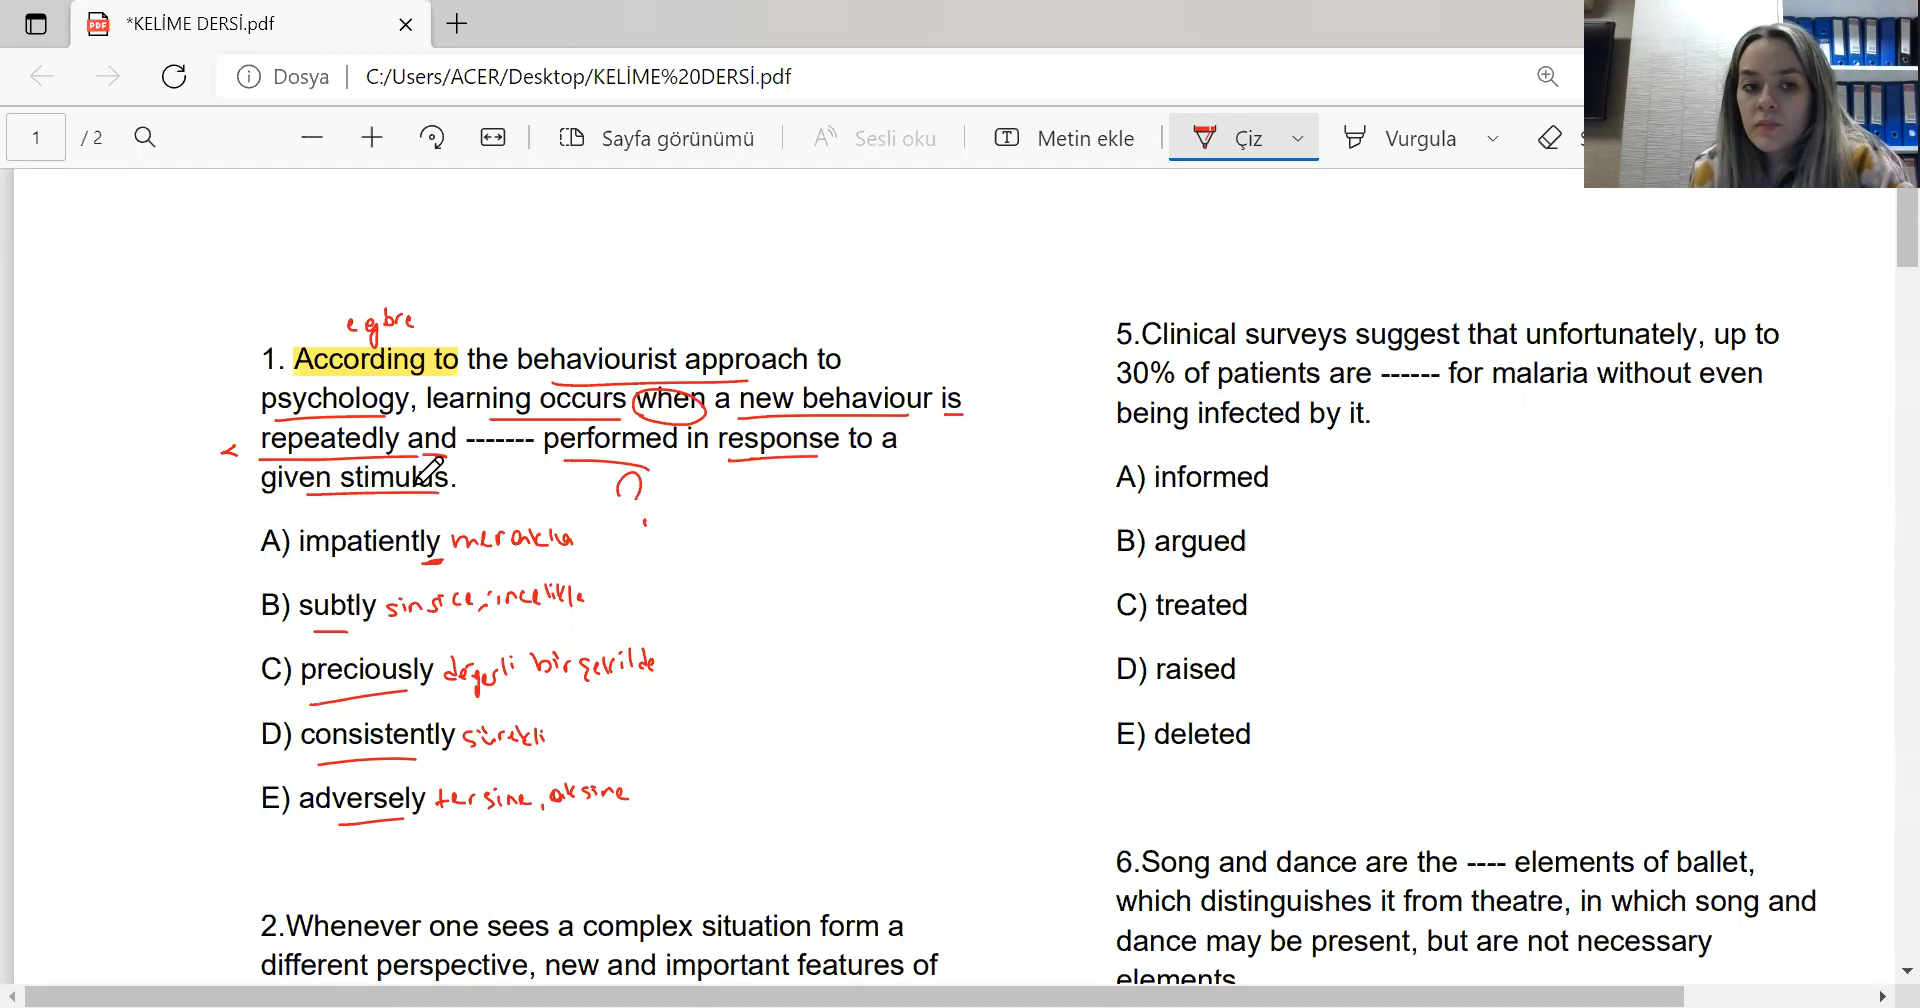 *KELİME DERSİ.pdf
Dosya
C:/Users/ACER/Desktop/KELİME%20DERSİ.pdf
1
/ 2
Sayfa görünümü
Sesli oku
Metin ekle
Çiz
Vurgula
1. According to the behaviourist approach to
psychology, learning occurs when a new behaviour is
repeatedly and ------- performed in response to a
given stimulus.
?
A) impatiently merakla
B) subtly sinsice, incelikle
C) preciously değerli bir şekilde
D) consistently sürekli
E) adversely tersine, aksine
2.Whenever one sees a complex situation form a
different perspective, new and important features of
5.Clinical surveys suggest that unfortunately, up to
30% of patients are ------ for malaria without even
being infected by it.
A) informed
B) argued
C) treated
D) raised
E) deleted
6.Song and dance are the ---- elements of ballet,
which distinguishes it from theatre, in which song and
dance may be present, but are not necessary
elements